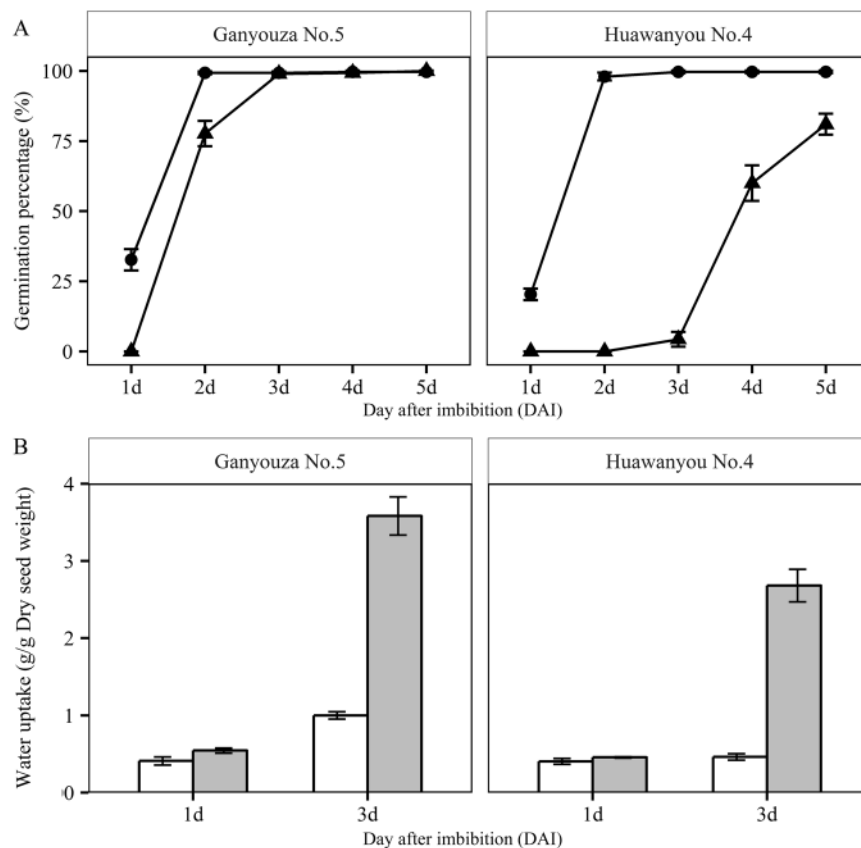 A
Ganyouza No.5
Huawanyou No.4
Germination percentage (%)
100
75
50
25
0
1d 2d 3d 4d 5d
1d 2d 3d 4d 5d
Day after imbibition (DAI)
B
Ganyouza No.5
Huawanyou No.4
Water uptake (g/g Dry seed weight)
4
3
2
1
0
1d 3d
1d 3d
Day after imbibition (DAI)